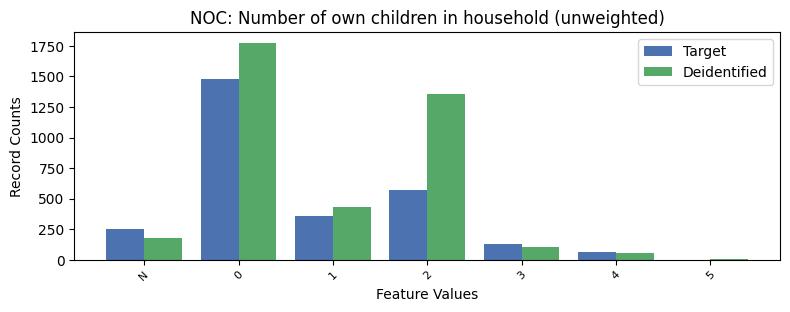 NOC: Number of own children in household (unweighted)
Target
Deidentified
Record Counts
1750
1500
1250
1000
750
500
250
0
N 0 1 2 3 4 5
Feature Values